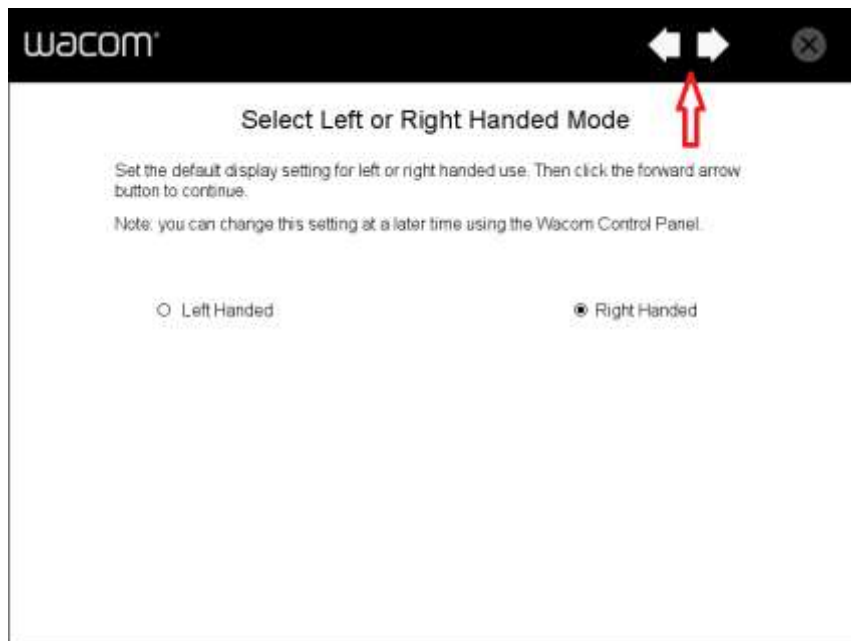 wacom
Select Left or Right Handed Mode
Set the default display setting for left or right handed use. Then click the forward arrow
button to continue.
Note: you can change this setting at a later time using the Wacom Control Panel.
Left Handed
Right Handed